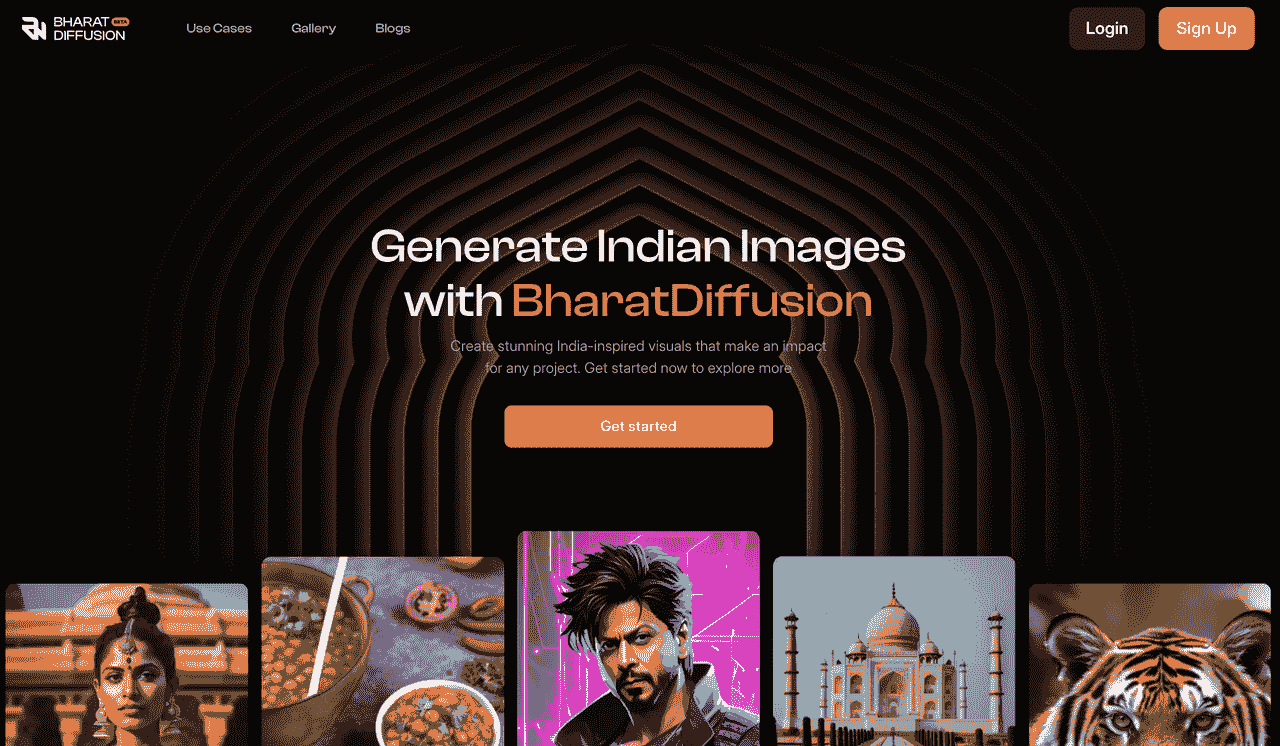 BHARAT BETA
DIFFUSION
Use Cases
Gallery
Blogs
Login
Sign Up
Generate Indian Images
with BharatDiffusion
Create stunning India-inspired visuals that make an impact
for any project. Get started now to explore more
Get started